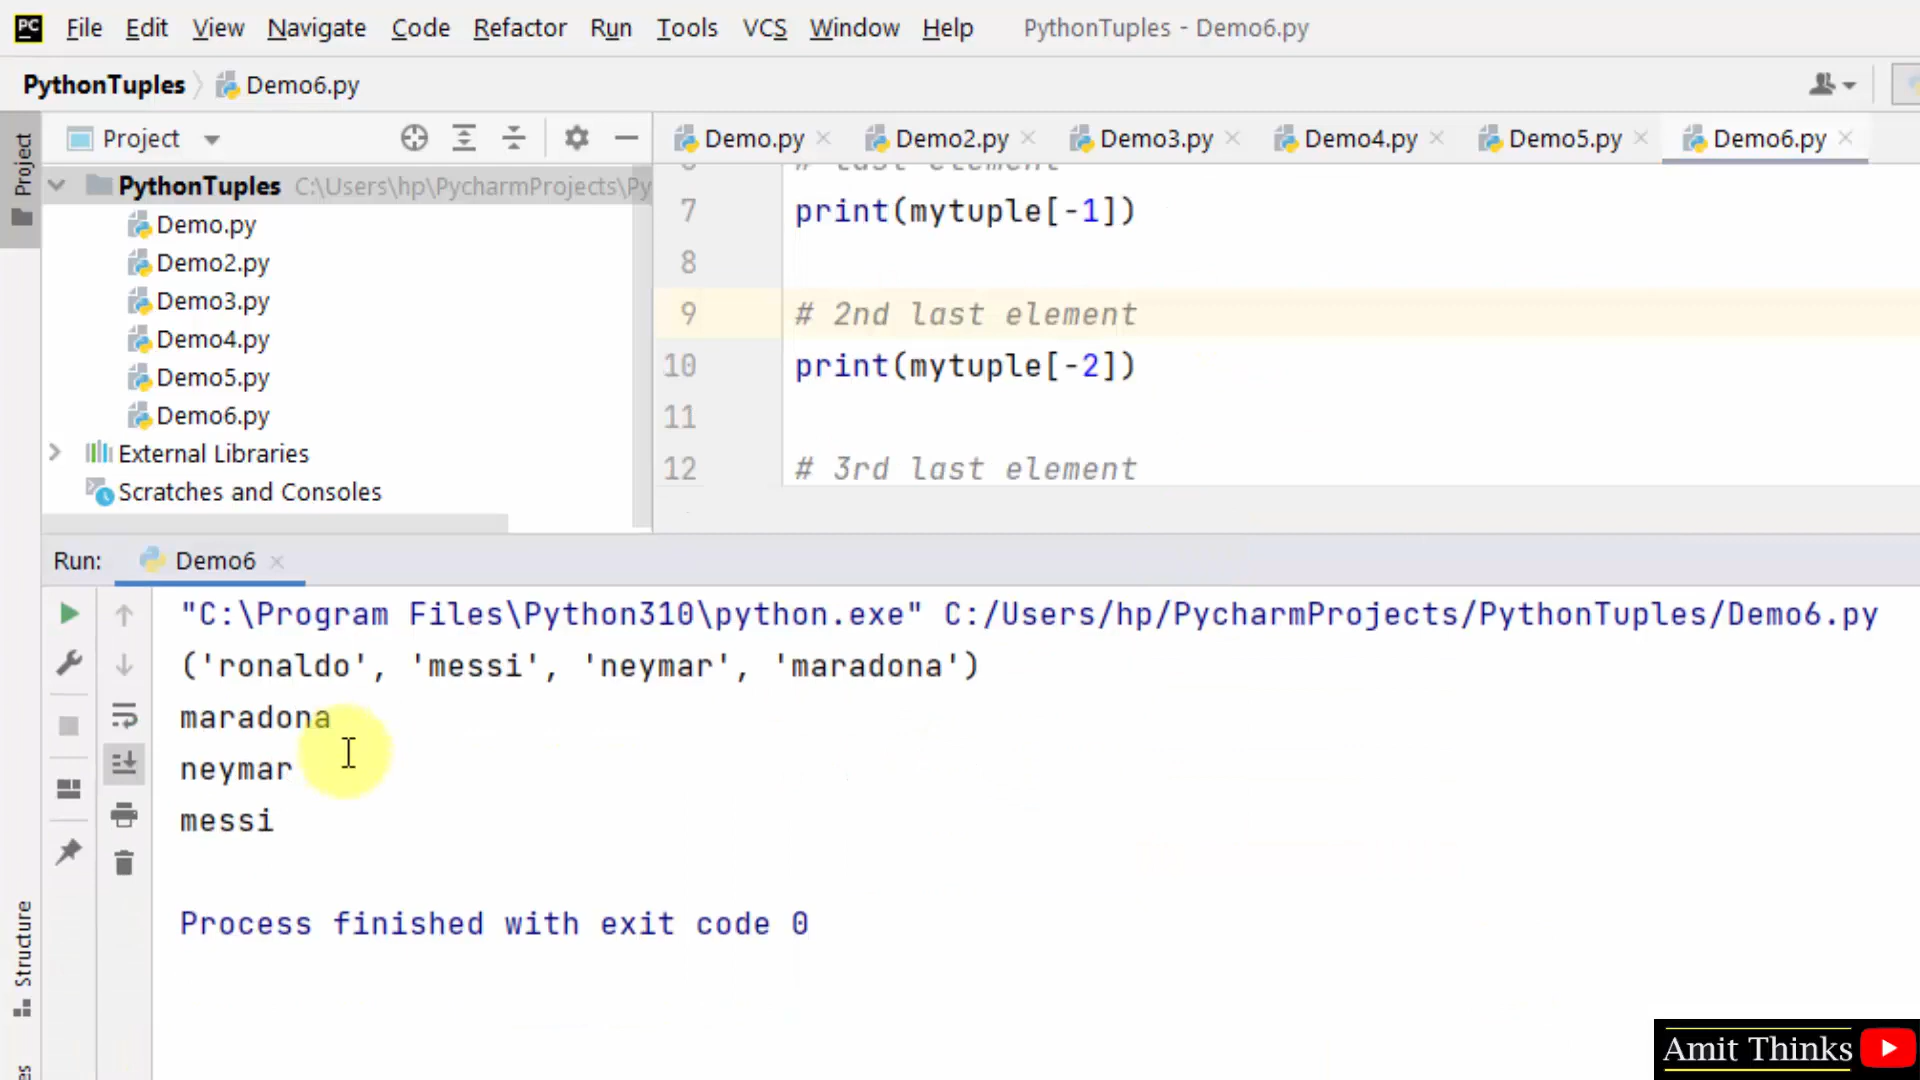 PC File Edit View Navigate Code Refactor Run Tools VCS Window Help PythonTuples - Demo6.py
PythonTuples Demo6.py
Project
Project
PythonTuples C:\Users\hp\PycharmProjects\Py
Demo.py
Demo2.py
Demo3.py
Demo4.py
Demo5.py
Demo6.py
External Libraries
Scratches and Consoles
Demo.py Demo2.py Demo3.py Demo4.py Demo5.py Demo6.py
# last element
7 print(mytuple[-1])
8
9 # 2nd last element
10 print(mytuple[-2])
11
12 # 3rd last element
Run: Demo6
"C:\Program Files\Python310\python.exe" C:/Users/hp/PycharmProjects/PythonTuples/Demo6.py
('ronaldo', 'messi', 'neymar', 'maradona')
maradona
neymar
messi
Process finished with exit code 0
Structure
Amit Thinks